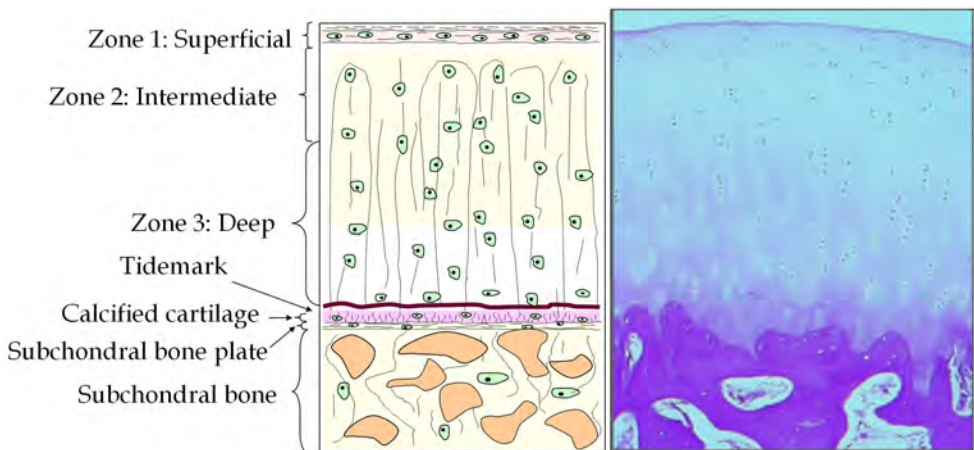 Zone 1: Superficial
Zone 2: Intermediate
Zone 3: Deep
Tidemark
Calcified cartilage
Subchondral bone plate
Subchondral bone